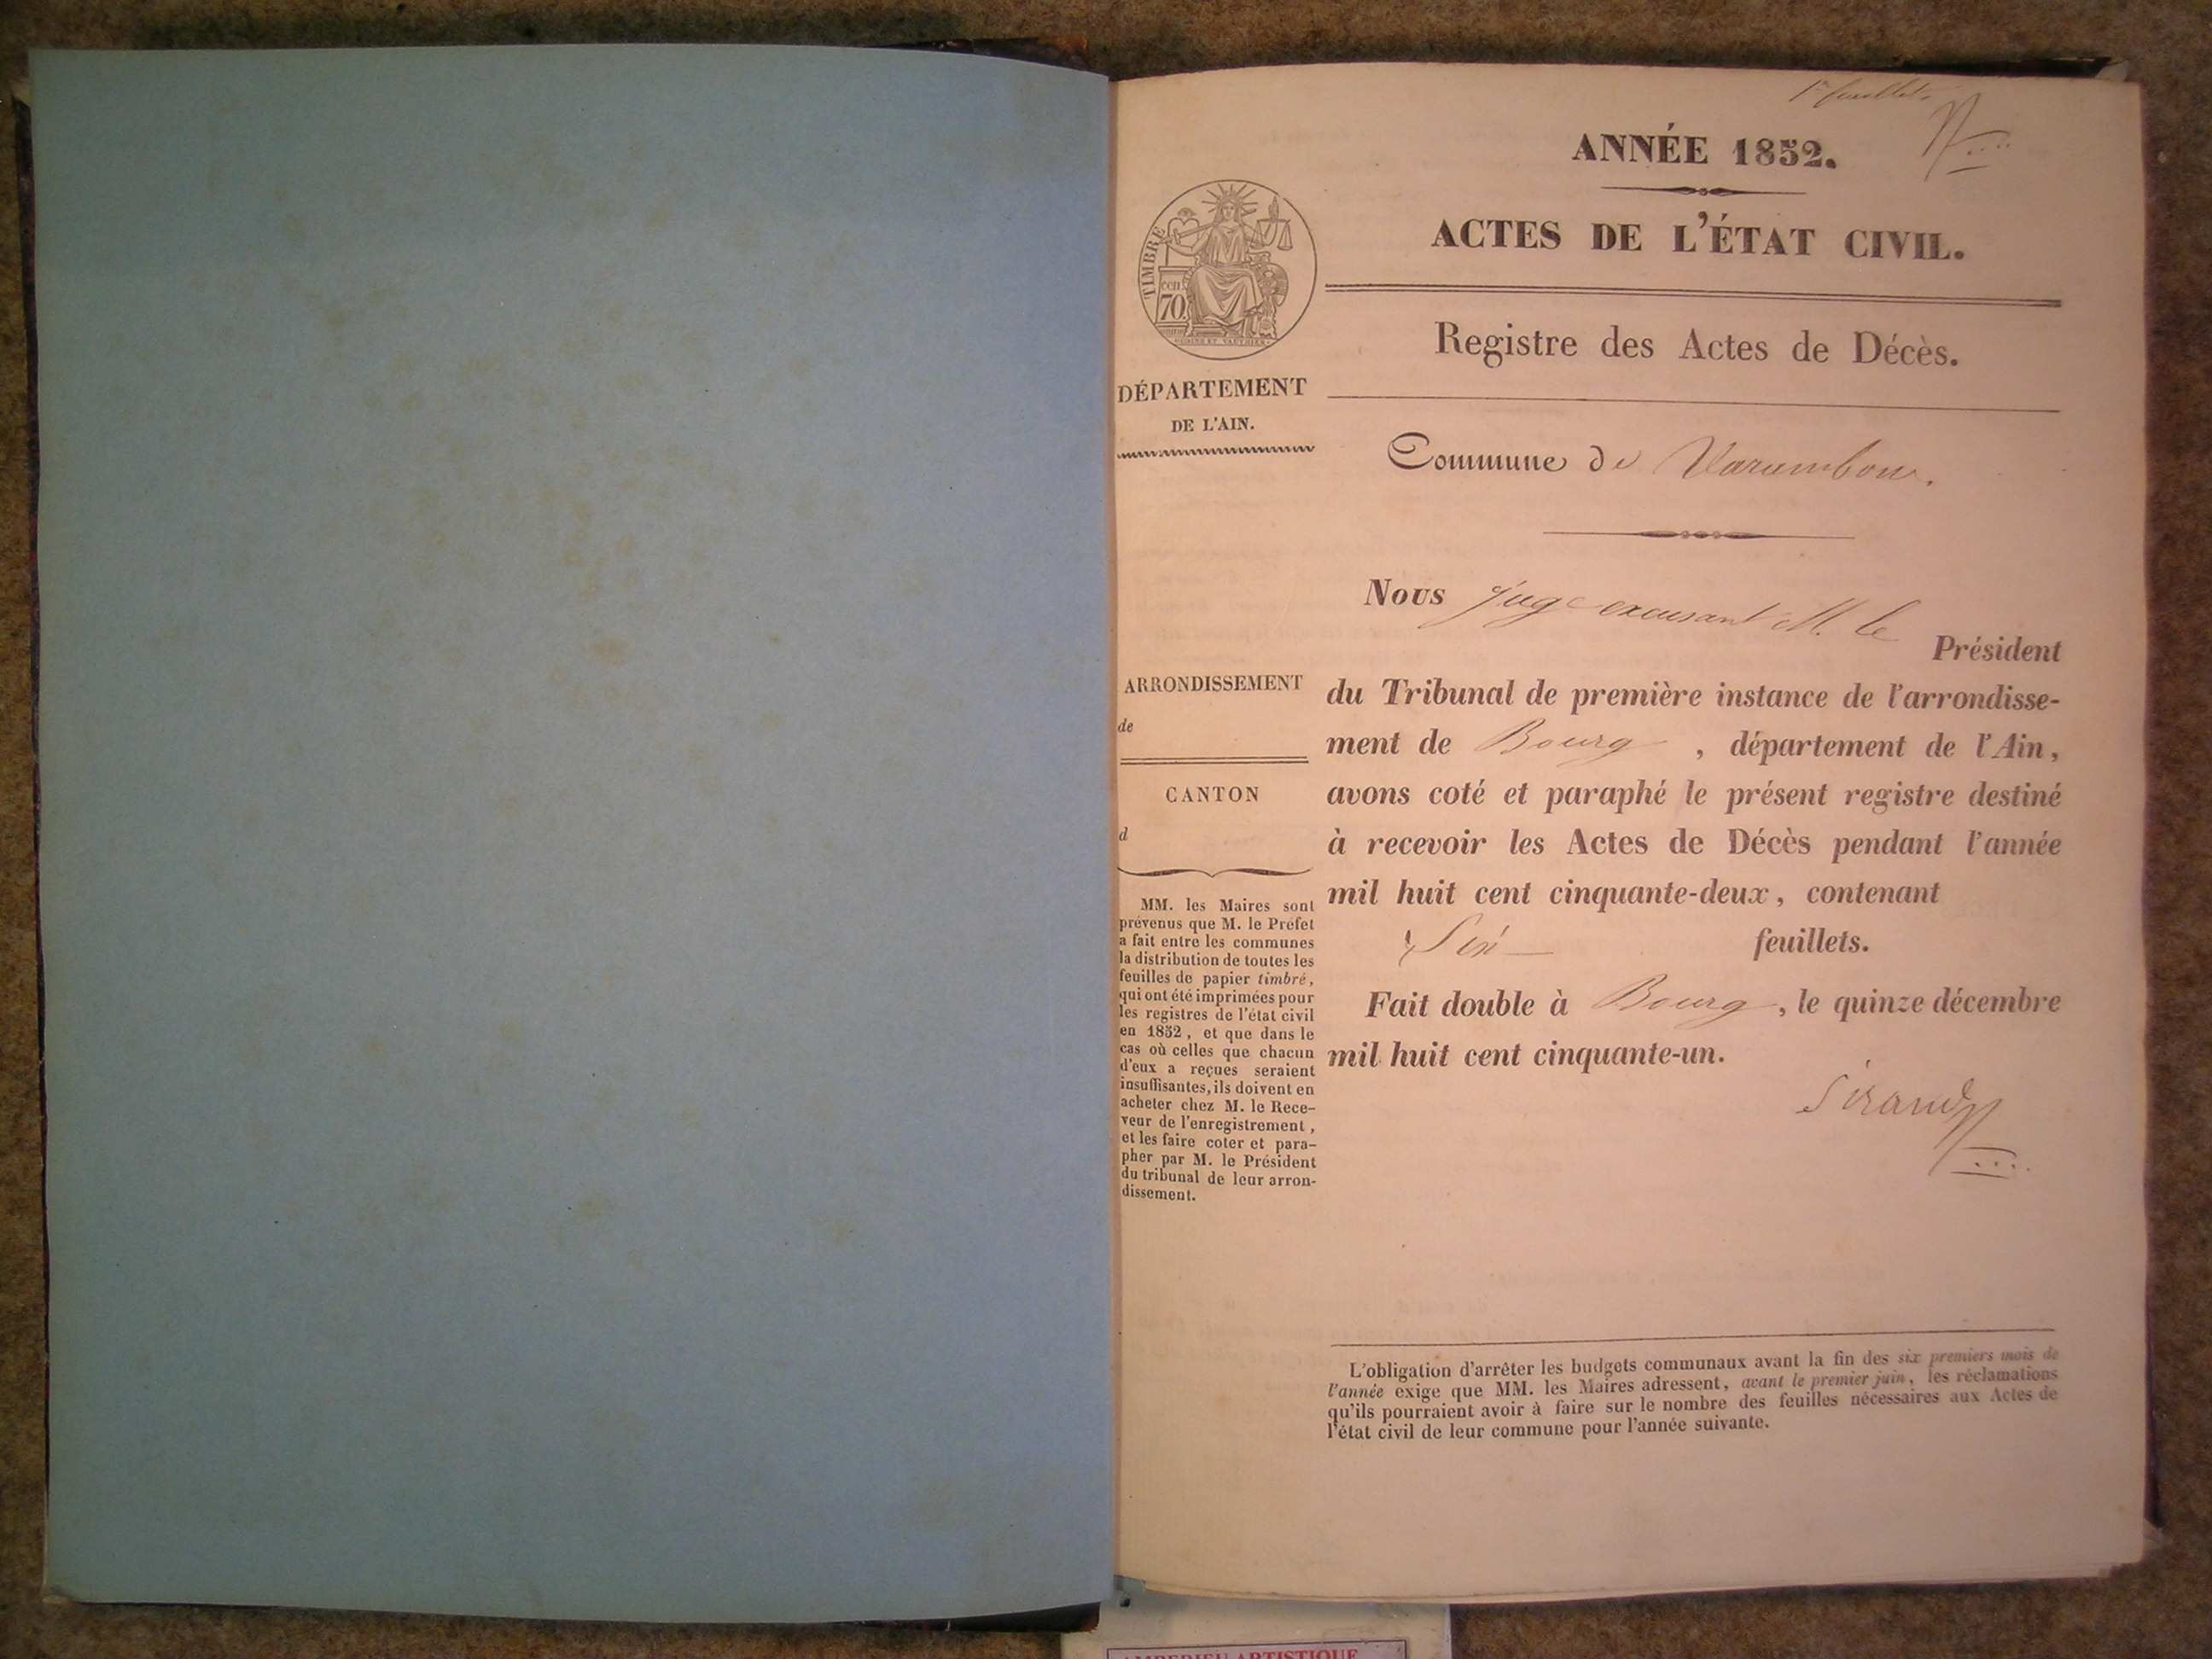 1er feuillet.
ANNÉE 1852.
ACTES DE L'ÉTAT CIVIL.
TIMBRE
cen.
70
Registre des Actes de Décès.
DÉPARTEMENT
DE L'AIN.
Commune de Varambon.
Nous juge excusant M. le
Président
du Tribunal de première instance de l'arrondisse-
ment de Bourg , département de l'Ain,
avons coté et paraphé le présent registre destiné
à recevoir les Actes de Décès pendant l'année
mil huit cent cinquante-deux, contenant
Six feuillets.
Fait double à Bourg, le quinze décembre
mil huit cent cinquante-un.
Sirand
ARRONDISSEMENT
de
CANTON
d
MM. les Maires sont
prévenus que M. le Préfet
a fait entre les communes
la distribution de toutes les
feuilles de papier timbré,
qui ont été imprimées pour
les registres de l'état civil
en 1852, et que dans le
cas où celles que chacun
d'eux a reçues seraient
insuffisantes, ils doivent en
acheter chez M. le Rece-
veur de l'enregistrement,
et les faire coter et para-
pher par M. le Président
du tribunal de leur arron-
dissement.
L'obligation d'arrêter les budgets communaux avant la fin des six premiers mois de
l'année exige que MM. les Maires adressent, avant le premier juin, les réclamations
qu'ils pourraient avoir à faire sur le nombre des feuilles nécessaires aux Actes de
l'état civil de leur commune pour l'année suivante.
AMBERIEU ARTISTIQUE